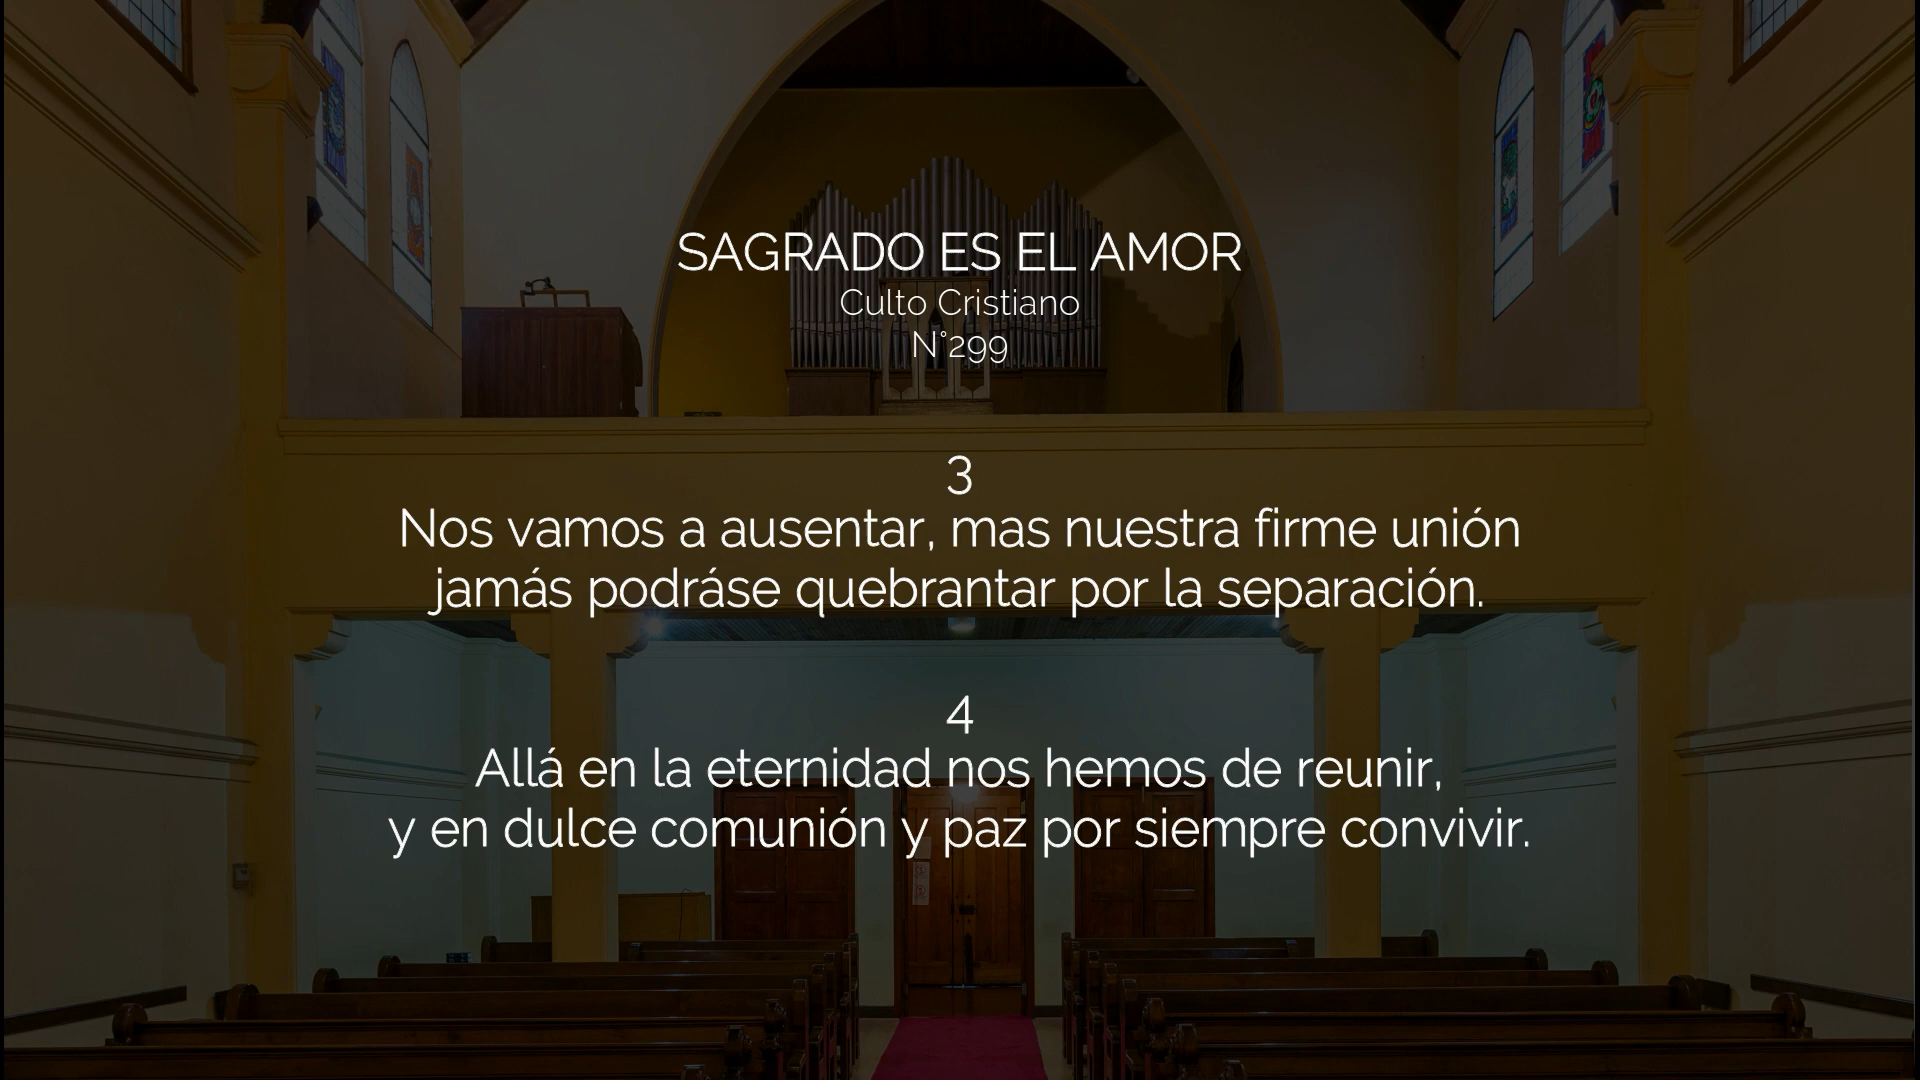 SAGRADO ES EL AMOR
Culto Cristiano
N°299
3
Nos vamos a ausentar, mas nuestra firme unión
jamás podráse quebrantar por la separación.
4
Allá en la eternidad nos hemos de reunir,
y en dulce comunión y paz por siempre convivir.